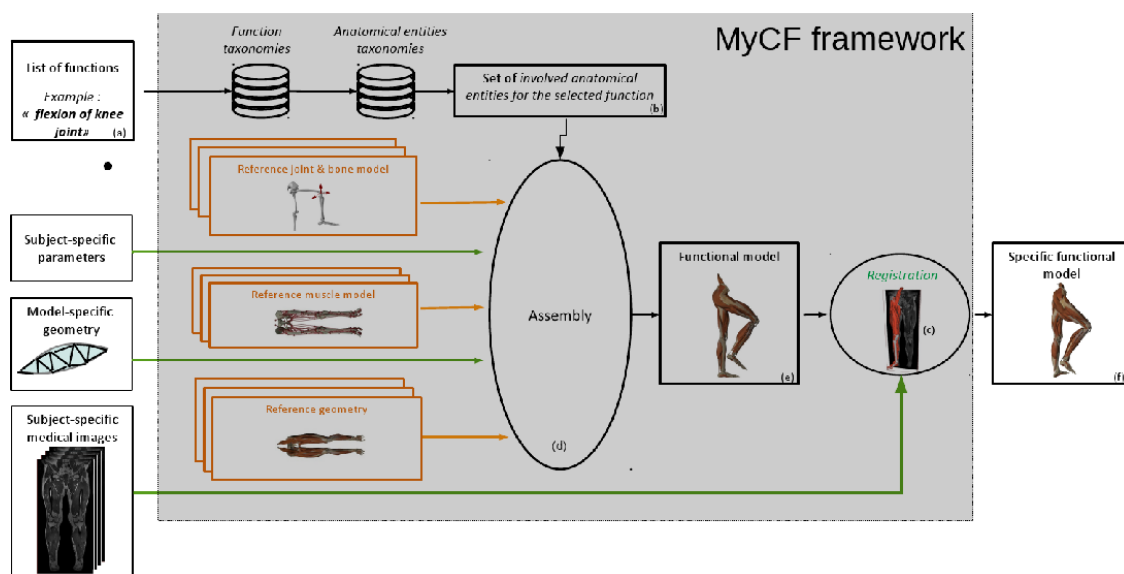 MyCF framework
List of functions
Example :
« flexion of knee
joint»
(a)
Function
taxonomies
Anatomical entities
taxonomies
Set of involved anatomical
entities for the selected function
(b)
Reference joint & bone model
Subject-specific
parameters
Reference muscle model
Model-specific
geometry
Reference geometry
Subject-specific
medical images
Assembly
(d)
Functional model
(e)
Registration
(c)
Specific functional
model
(f)